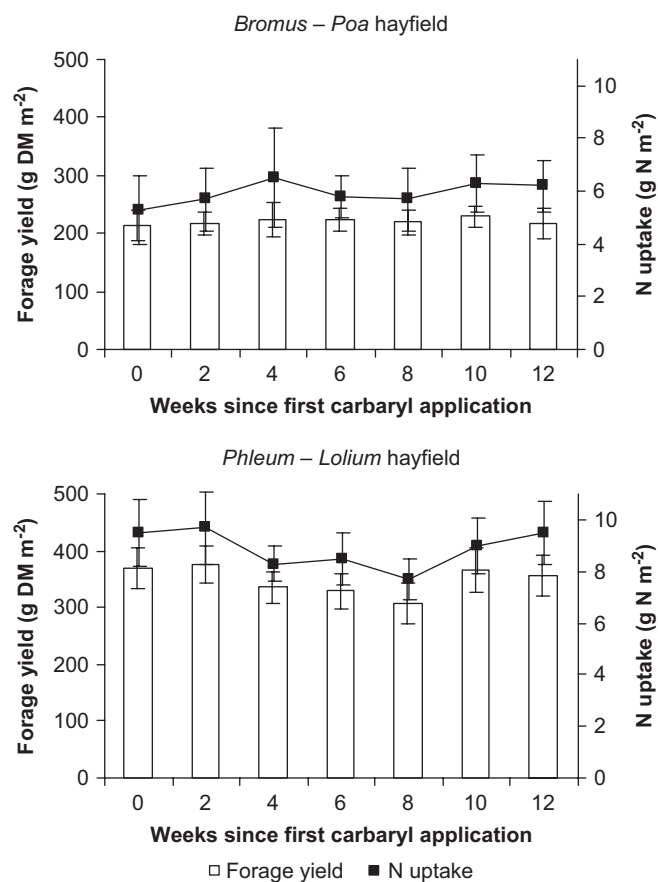 Bromus – Poa hayfield
500
400
300
200
100
0
Forage yield (g DM m-2)
10
8
6
4
2
0
N uptake (g N m-2)
0 2 4 6 8 10 12
Weeks since first carbaryl application
Phleum – Lolium hayfield
500
400
300
200
100
0
Forage yield (g DM m-2)
10
8
6
4
2
0
N uptake (g N m-2)
0 2 4 6 8 10 12
Weeks since first carbaryl application
Forage yield N uptake